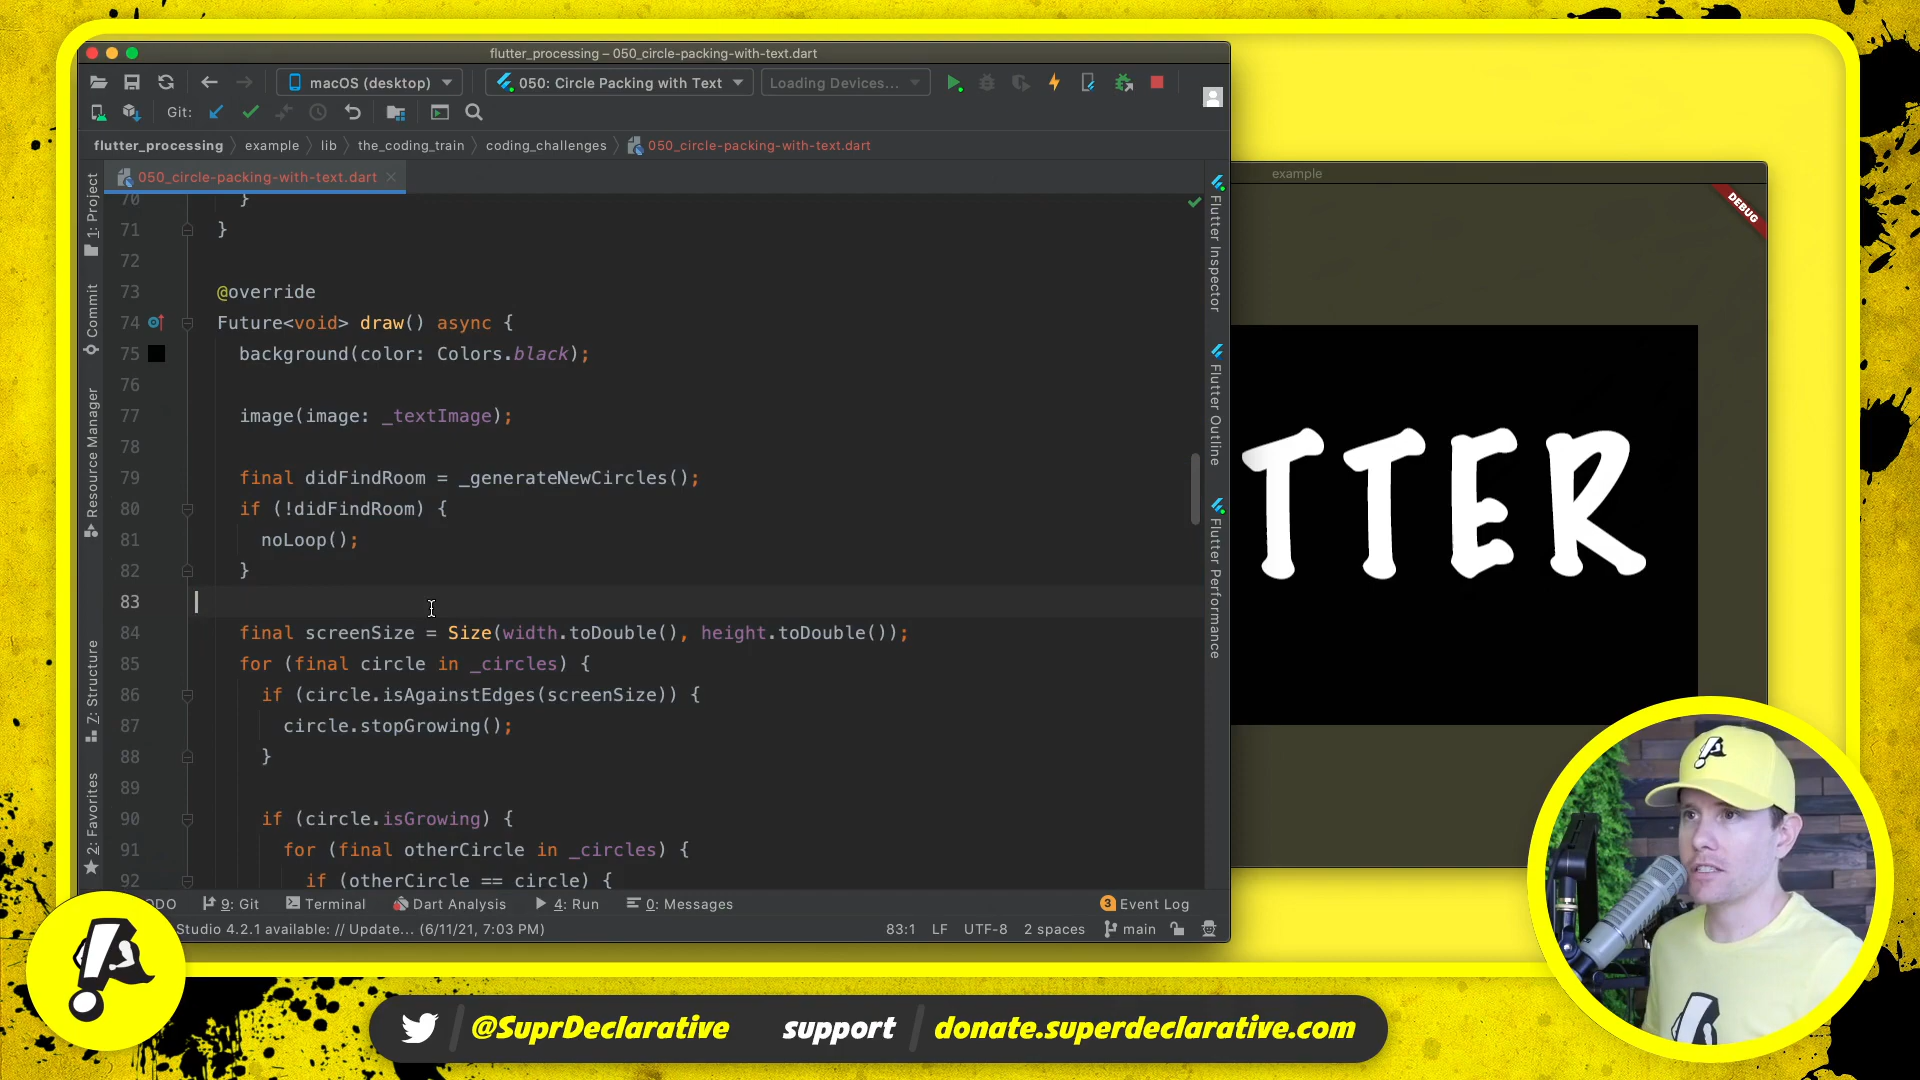 flutter_processing – 050_circle-packing-with-text.dart
macOS (desktop)
050: Circle Packing with Text
Loading Devices...
Git:
flutter_processing
example
lib
the_coding_train
coding_challenges
050_circle-packing-with-text.dart
050_circle-packing-with-text.dart
1: Project
Commit
Resource Manager
7: Structure
2: Favorites
70 }
71 }
72
73 @override
74 Future<void> draw() async {
75 background(color: Colors.black);
76
77 image(image: _textImage);
78
79 final didFindRoom = _generateNewCircles();
80 if (!didFindRoom) {
81 noLoop();
82 }
83
84 final screenSize = Size(width.toDouble(), height.toDouble());
85 for (final circle in _circles) {
86 if (circle.isAgainstEdges(screenSize)) {
87 circle.stopGrowing();
88 }
89
90 if (circle.isGrowing) {
91 for (final otherCircle in _circles) {
92 if (otherCircle == circle) {
Flutter Inspector
Flutter Outline
Flutter Performance
example
DEBUG
TTER
ODO
9: Git
Terminal
Dart Analysis
4: Run
0: Messages
3 Event Log
Studio 4.2.1 available: // Update... (6/11/21, 7:03 PM)
83:1
LF
UTF-8
2 spaces
main
@SuprDeclarative
support
donate.superdeclarative.com